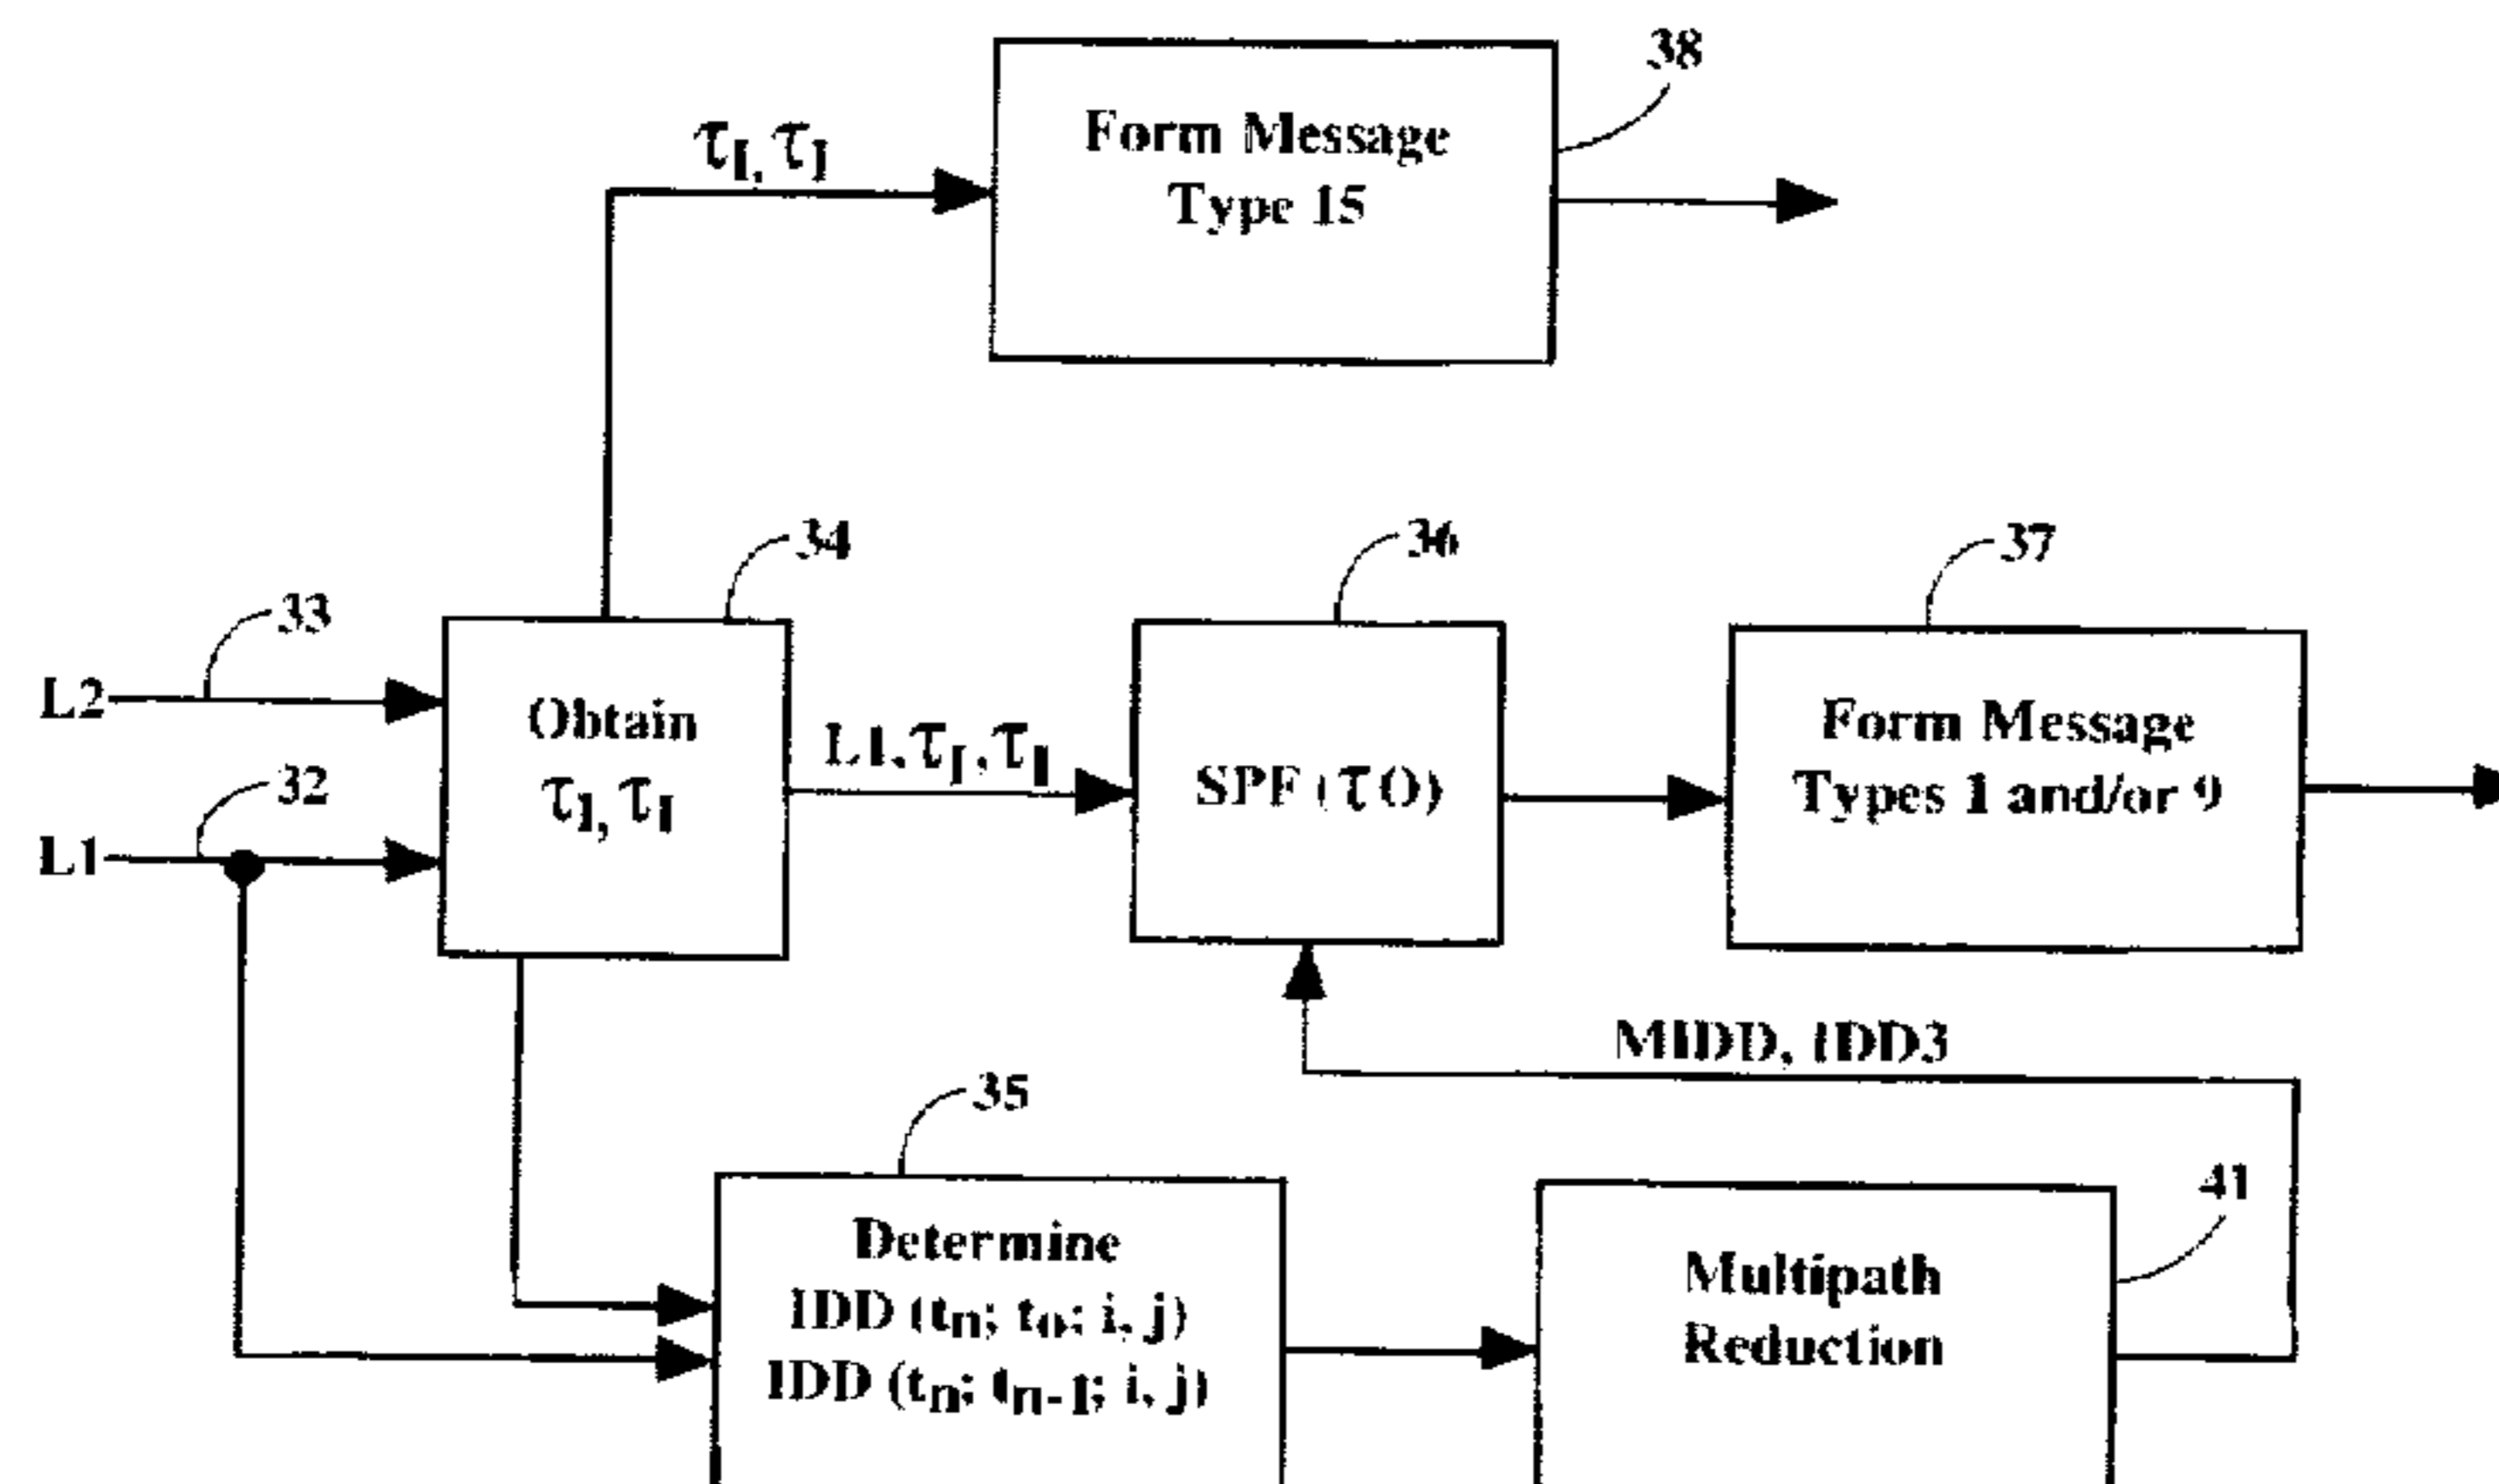 38
Form Message
Type 15
τI, τI
34
36
37
33
L2
Obtain
τI, τI
L1, τI, τI
SPF (τ())
Form Message
Types 1 and/or 9
32
L1
MIDD, IDD3
35
41
Determine
IDD (tn; to; i, j)
IDD (tn; tn-1; i, j)
Multipath
Reduction